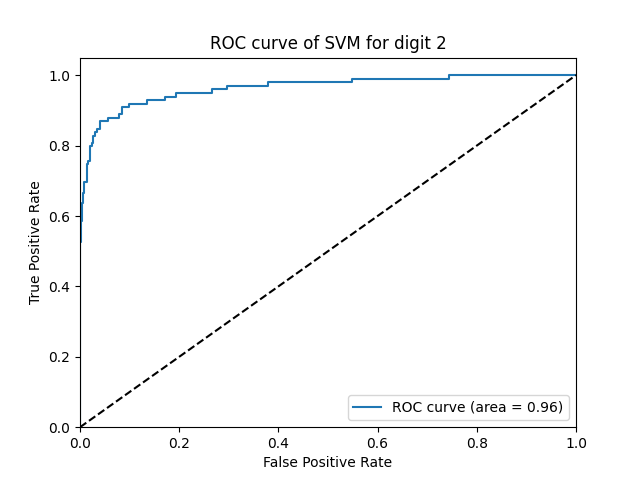 ROC curve of SVM for digit 2
True Positive Rate
1.0
0.8
0.6
0.4
0.2
0.0
0.0 0.2 0.4 0.6 0.8 1.0
False Positive Rate
ROC curve (area = 0.96)